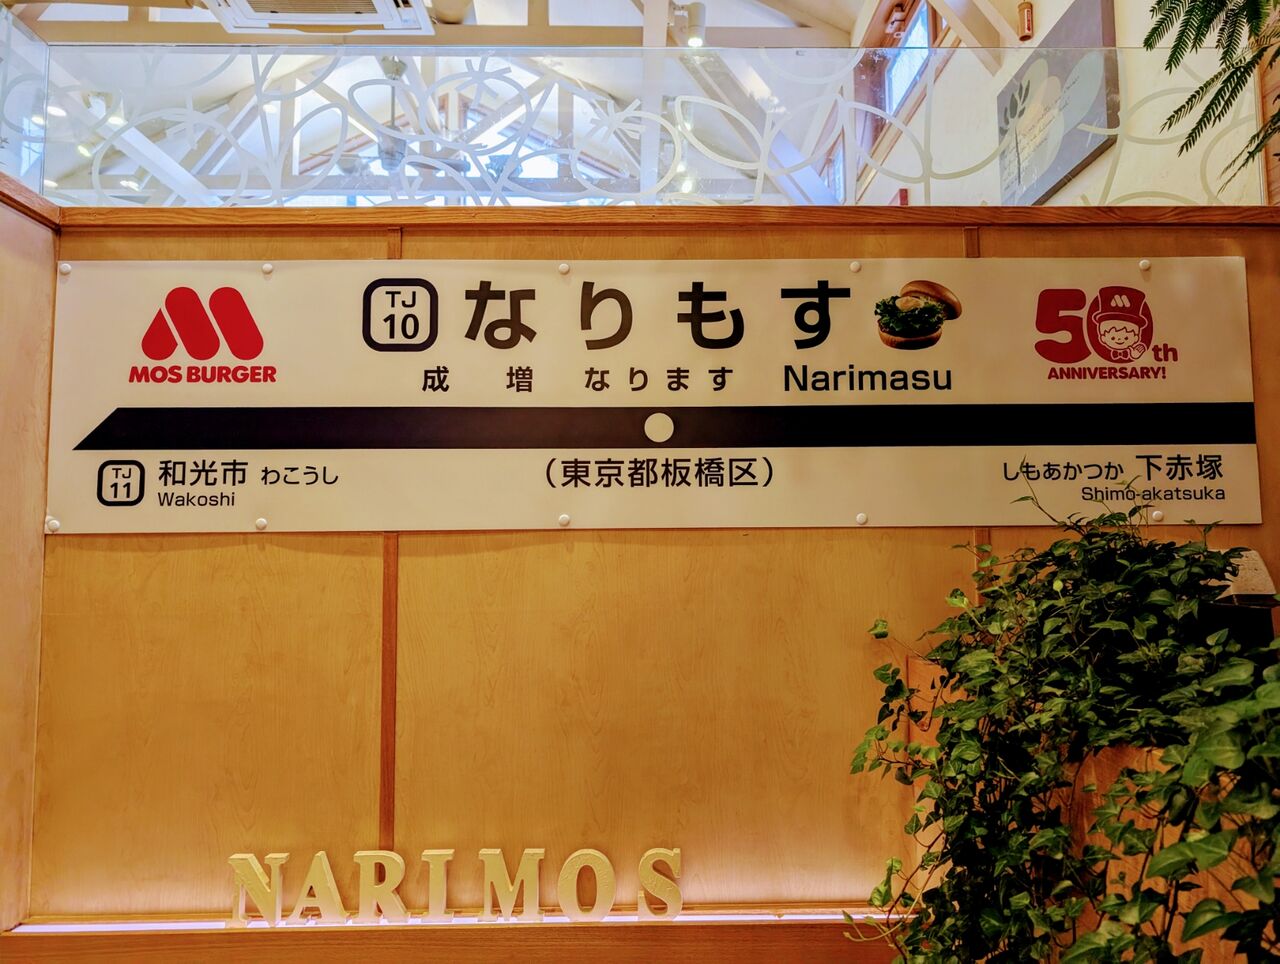 MOS BURGER
TJ
10
なりもす
成増 なります Narimasu
50th
ANNIVERSARY!
TJ
11
和光市 わこうし
Wakoshi
(東京都板橋区)
しもあかつか 下赤塚
Shimo-akatsuka
NARIMOS